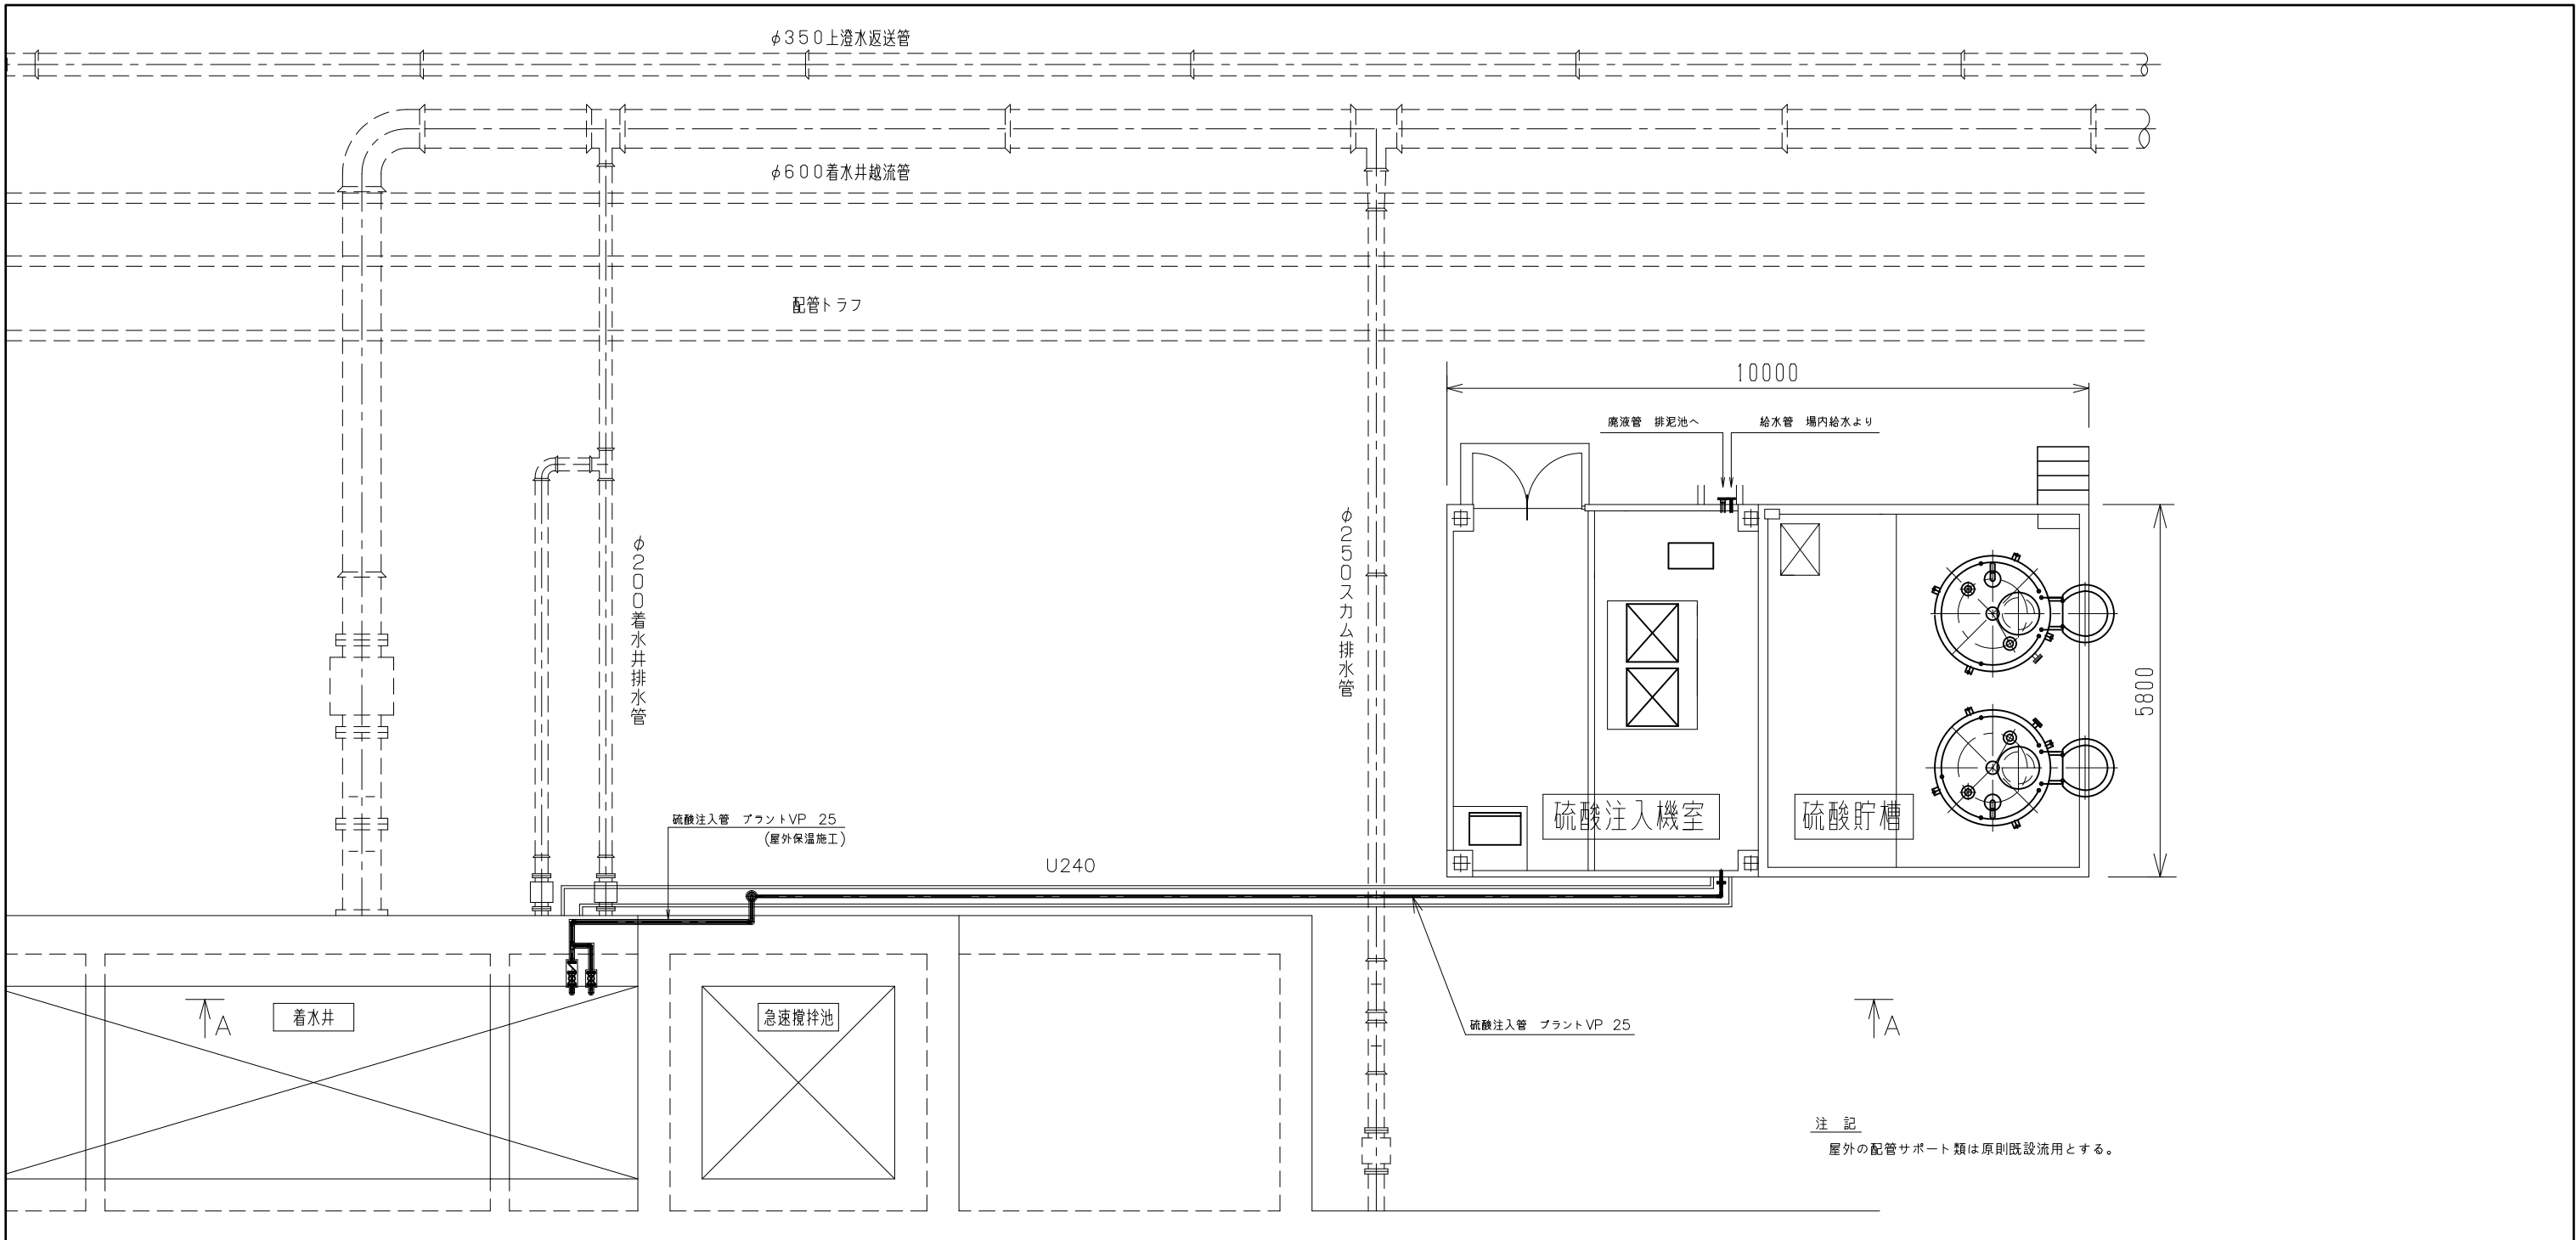 φ350上澄水返送管
φ600着水井越流管
配管トラフ
10000
廃液管 排泥池へ
給水管 場内給水より
φ200着水井排水管
φ250スカム排水管
5800
硫酸注入機室
硫酸貯槽
硫酸注入管 プラントVP 25
(屋外保温施工)
U240
着水井
急速撹拌池
A
A
硫酸注入管 プラントVP 25
注 記
屋外の配管サポート類は原則既設流用とする。